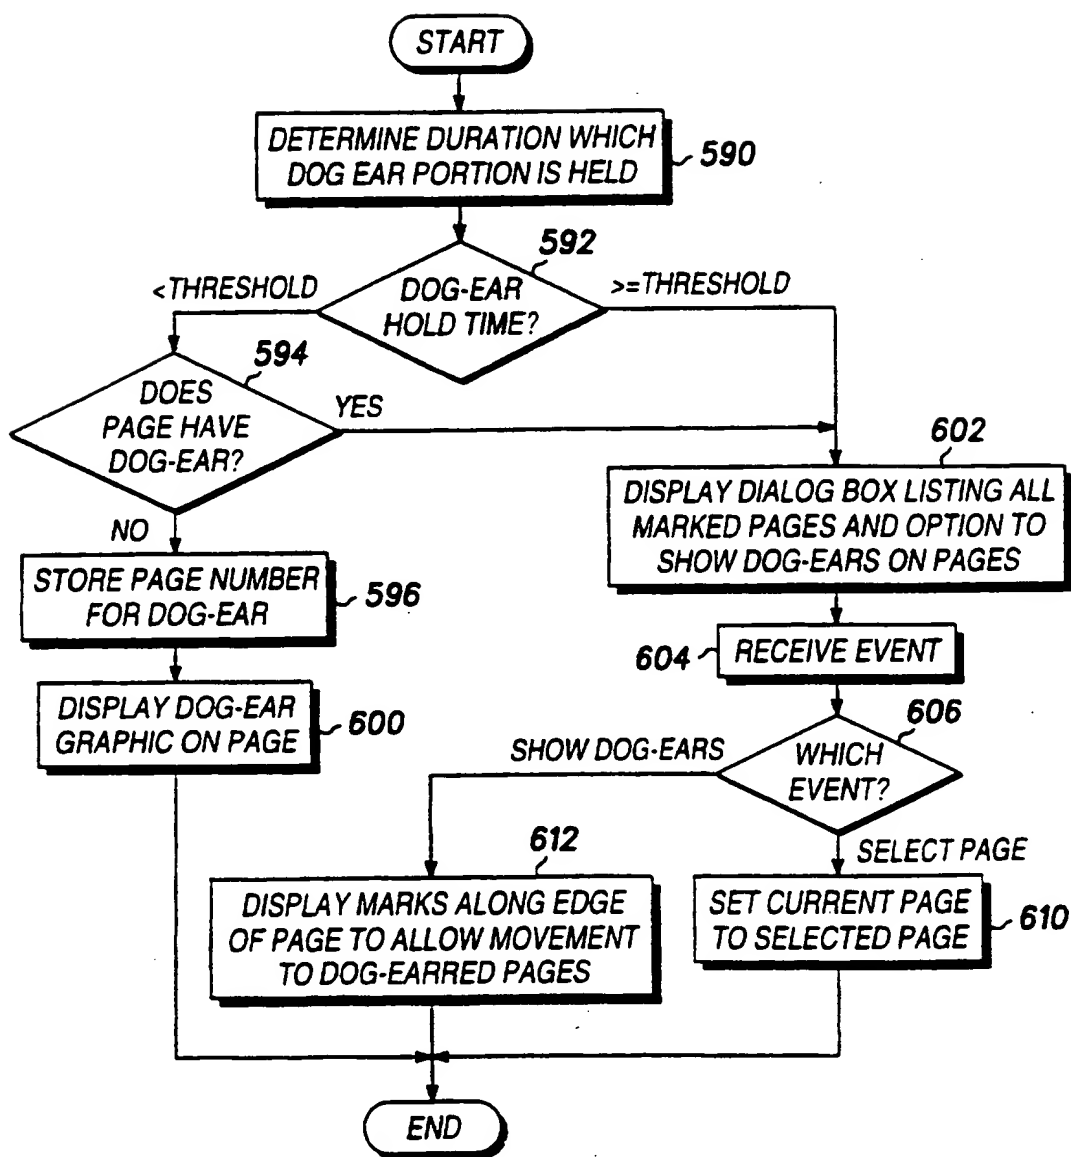 START
DETERMINE DURATION WHICH
DOG EAR PORTION IS HELD
590
592
<THRESHOLD
DOG-EAR
HOLD TIME?
>=THRESHOLD
594
DOES
PAGE HAVE
DOG-EAR?
YES
NO
602
DISPLAY DIALOG BOX LISTING ALL
MARKED PAGES AND OPTION TO
SHOW DOG-EARS ON PAGES
STORE PAGE NUMBER
FOR DOG-EAR
596
604
RECEIVE EVENT
DISPLAY DOG-EAR
GRAPHIC ON PAGE
600
606
SHOW DOG-EARS
WHICH
EVENT?
SELECT PAGE
612
DISPLAY MARKS ALONG EDGE
OF PAGE TO ALLOW MOVEMENT
TO DOG-EARRED PAGES
SET CURRENT PAGE
TO SELECTED PAGE
610
END